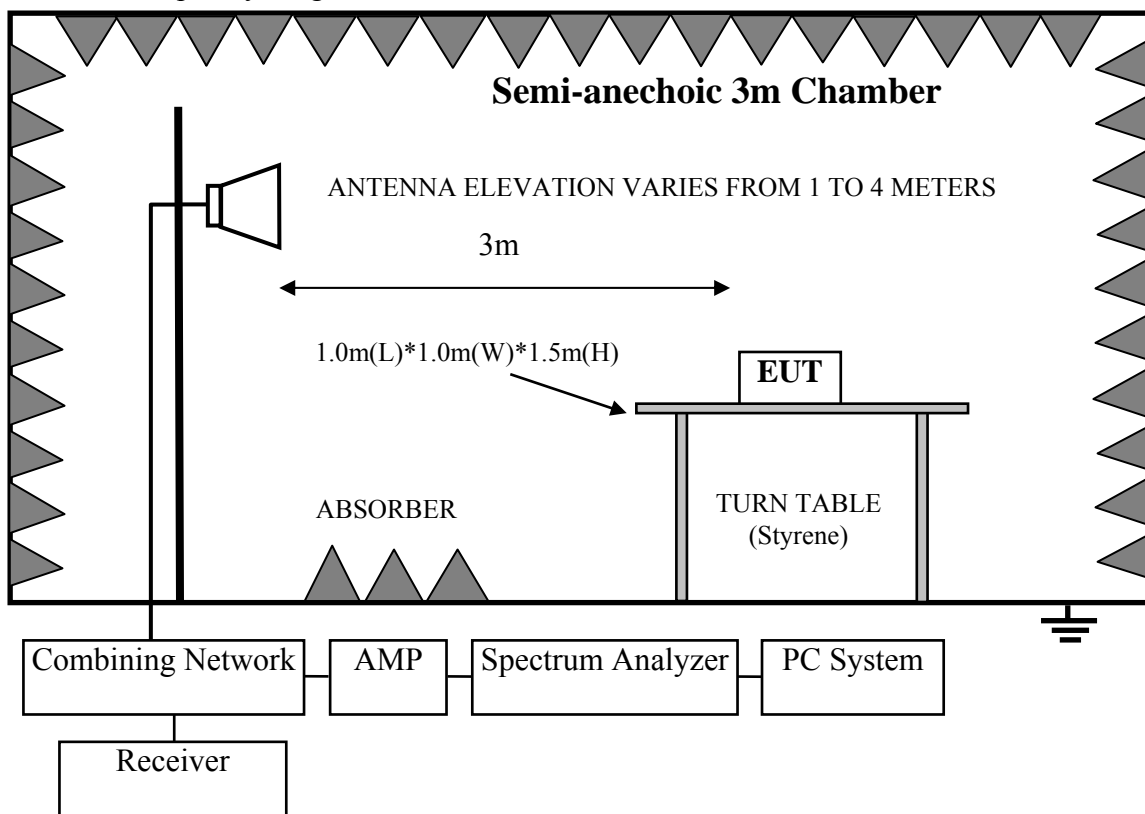 Semi-anechoic 3m Chamber
ANTENNA ELEVATION VARIES FROM 1 TO 4 METERS
3m
1.0m(L)*1.0m(W)*1.5m(H)
EUT
ABSORBER
TURN TABLE
(Styrene)
Combining Network
AMP
Spectrum Analyzer
PC System
Receiver